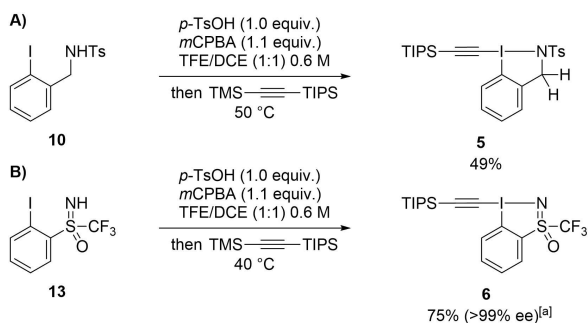 A)
I
NHTs
10
p-TsOH (1.0 equiv.)
mCPBA (1.1 equiv.)
TFE/DCE (1:1) 0.6 M
then TMS TIPS
50 °C
TIPS I NTs
H
H
5
49%
B)
I NH
S CF3
O
13
p-TsOH (1.0 equiv.)
mCPBA (1.1 equiv.)
TFE/DCE (1:1) 0.6 M
then TMS TIPS
40 °C
TIPS I N
S CF3
O
6
75% (>99% ee)[a]